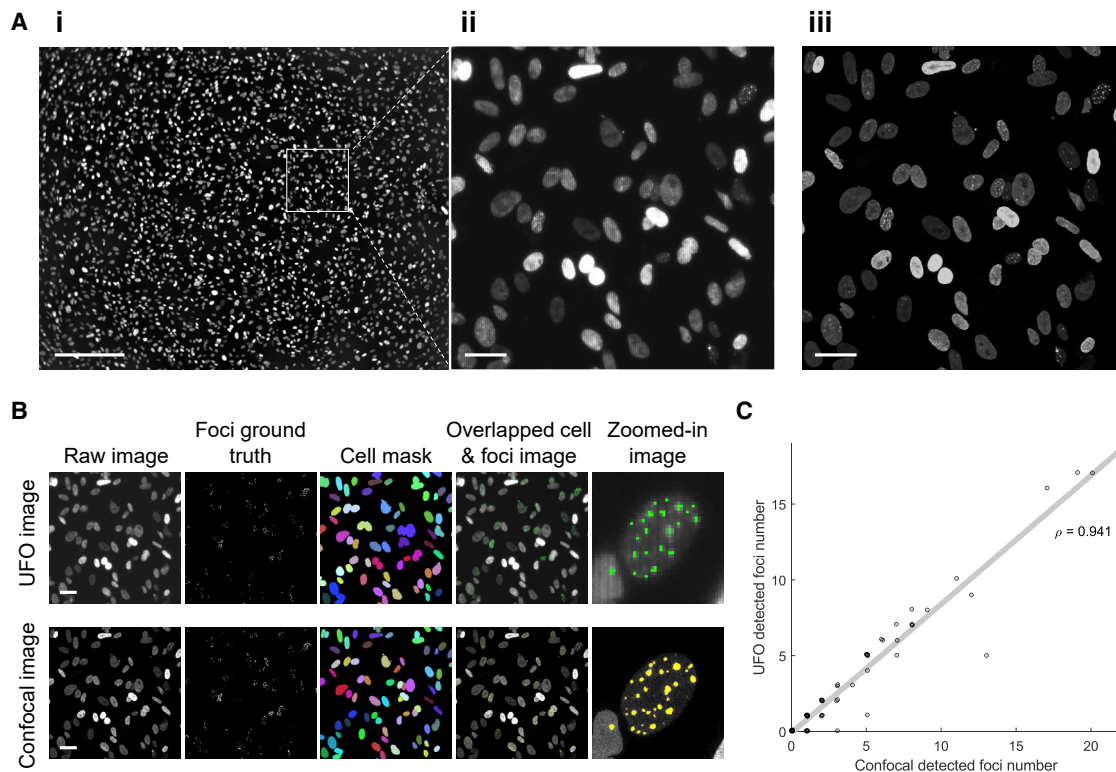 A i ii iii
B
Raw image
Foci ground
truth
Cell mask
Overlapped cell
& foci image
Zoomed-in
image
UFO image
Confocal image
C
UFO detected foci number
15
10
5
0
ρ = 0.941
0 5 10 15 20
Confocal detected foci number